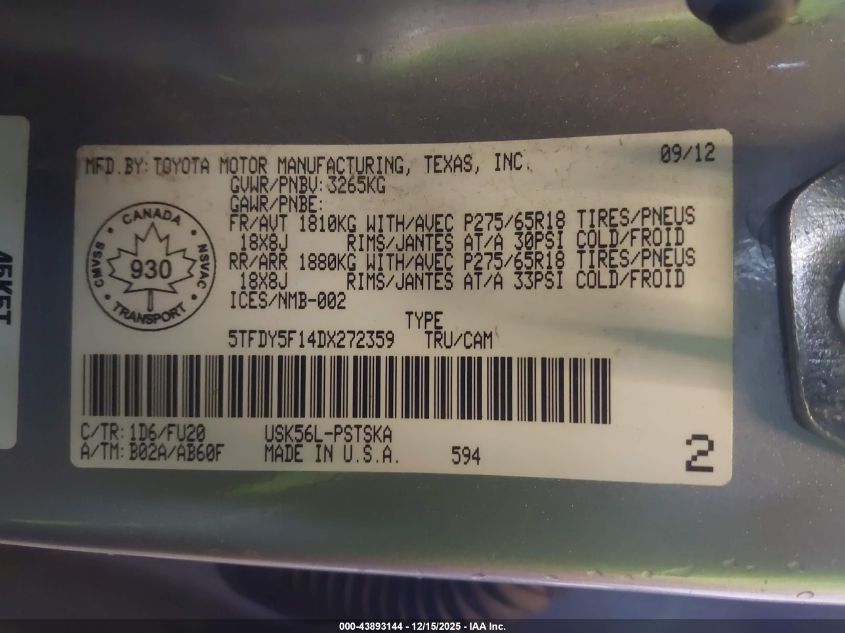 MFD.BY:TOYOTA MOTOR MANUFACTURING, TEXAS, INC. 09/12
GVWR/PNBV:3265KG
GAWR/PNBE:
FR/AVT 1810KG WITH/AVEC P275/65R18 TIRES/PNEUS
18X8J RIMS/JANTES AT/A 30PSI COLD/FROID
RR/ARR 1880KG WITH/AVEC P275/65R18 TIRES/PNEUS
18X8J RIMS/JANTES AT/A 33PSI COLD/FROID
ICES/NMB-002
CANADA
CMVSS
930
NSVAC
TRANSPORT
TYPE
5TFDY5F14DX272359 TRU/CAM
C/TR:1D6/FU20 USK56L-PSTSKA
A/TM:B02A/AB60F MADE IN U.S.A. 594
2
000-43893144 - 12/15/2025 - IAA Inc.